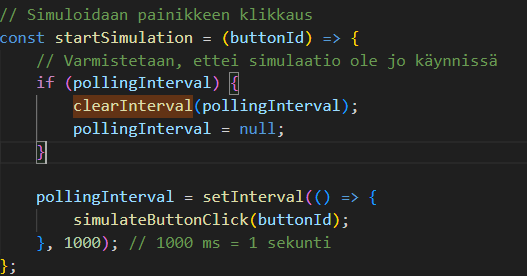 // Simuloidaan painikkeen klikkaus
const startSimulation = (buttonId) => {
    // Varmistetaan, ettei simulaatio ole jo käynnissä
    if (pollingInterval) {
        clearInterval(pollingInterval);
        pollingInterval = null;
    }

    pollingInterval = setInterval(() => {
        simulateButtonClick(buttonId);
    }, 1000); // 1000 ms = 1 sekunti
};